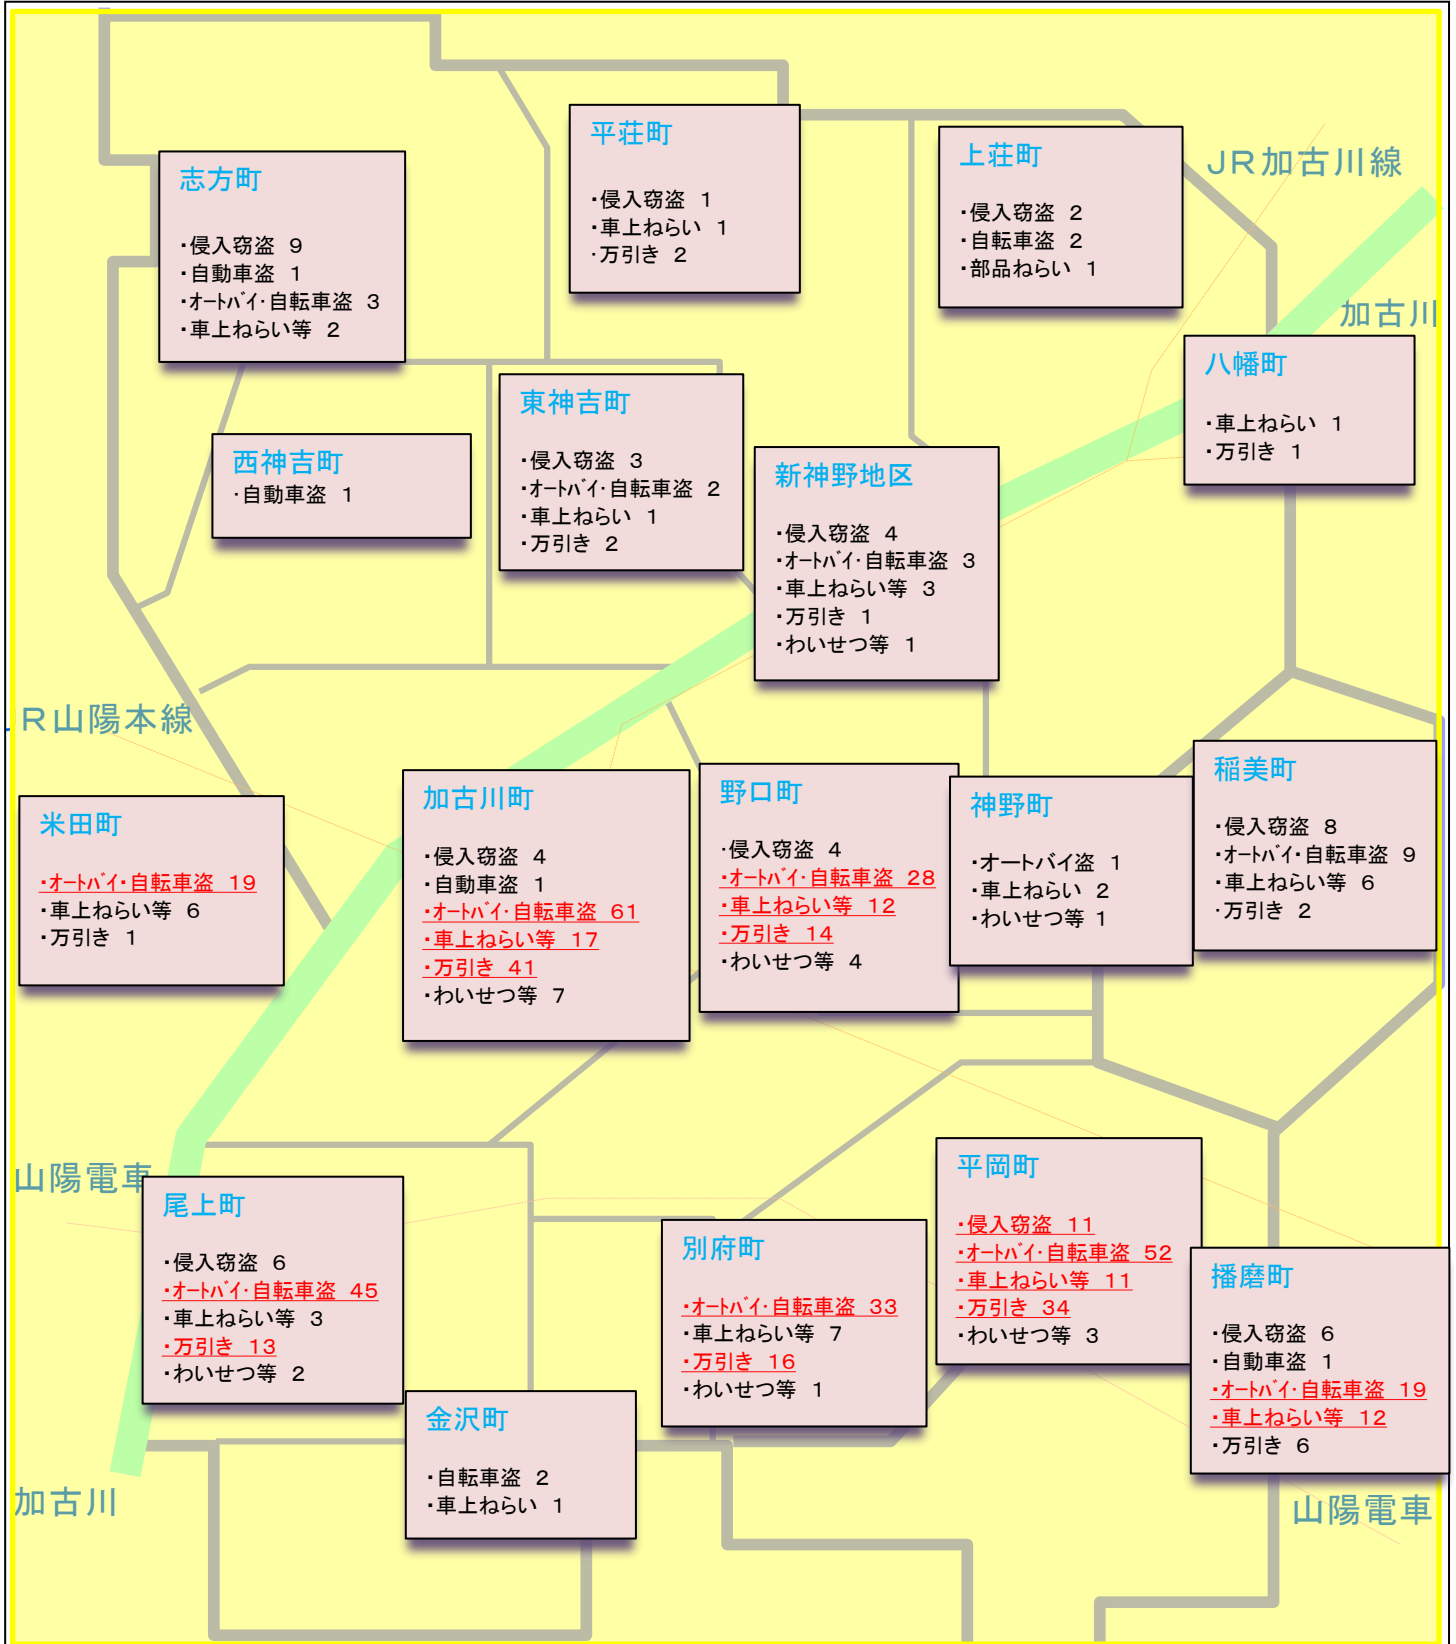 平荘町
・侵入窃盗 1
・車上ねらい 1
・万引き 2
上荘町
・侵入窃盗 2
・自転車盗 2
・部品ねらい 1
JR加古川線
志方町
・侵入窃盗 9
・自動車盗 1
・オートバイ・自転車盗 3
・車上ねらい等 2
加古川
八幡町
・車上ねらい 1
・万引き 1
東神吉町
・侵入窃盗 3
・オートバイ・自転車盗 2
・車上ねらい 1
・万引き 2
西神吉町
・自動車盗 1
新神野地区
・侵入窃盗 4
・オートバイ・自転車盗 3
・車上ねらい等 3
・万引き 1
・わいせつ等 1
JR山陽本線
米田町
・オートバイ・自転車盗 19
・車上ねらい等 6
・万引き 1
加古川町
・侵入窃盗 4
・自動車盗 1
・オートバイ・自転車盗 61
・車上ねらい等 17
・万引き 41
・わいせつ等 7
野口町
・侵入窃盗 4
・オートバイ・自転車盗 28
・車上ねらい等 12
・万引き 14
・わいせつ等 4
神野町
・オートバイ盗 1
・車上ねらい 2
・わいせつ等 1
稲美町
・侵入窃盗 8
・オートバイ・自転車盗 9
・車上ねらい等 6
・万引き 2
山陽電車
尾上町
・侵入窃盗 6
・オートバイ・自転車盗 45
・車上ねらい等 3
・万引き 13
・わいせつ等 2
別府町
・オートバイ・自転車盗 33
・車上ねらい等 7
・万引き 16
・わいせつ等 1
平岡町
・侵入窃盗 11
・オートバイ・自転車盗 52
・車上ねらい等 11
・万引き 34
・わいせつ等 3
播磨町
・侵入窃盗 6
・自動車盗 1
・オートバイ・自転車盗 19
・車上ねらい等 12
・万引き 6
金沢町
・自転車盗 2
・車上ねらい 1
加古川
山陽電車